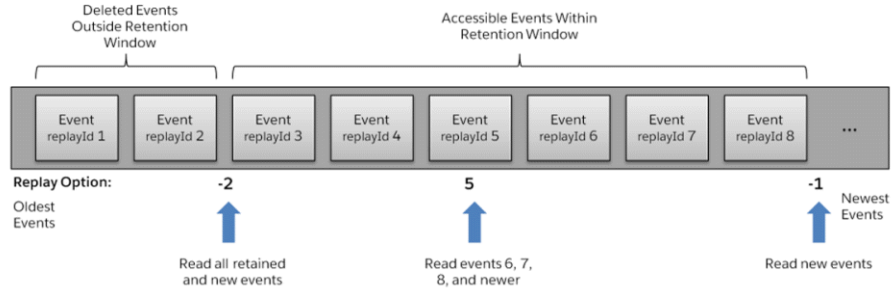 Deleted Events
Outside Retention
Window
Accessible Events Within
Retention Window
Event
replayId 1
Event
replayId 2
Event
replayId 3
Event
replayId 4
Event
replayId 5
Event
replayId 6
Event
replayId 7
Event
replayId 8
...
Replay Option:
-2
5
-1
Oldest
Events
Newest
Events
Read all retained
and new events
Read events 6, 7,
8, and newer
Read new events